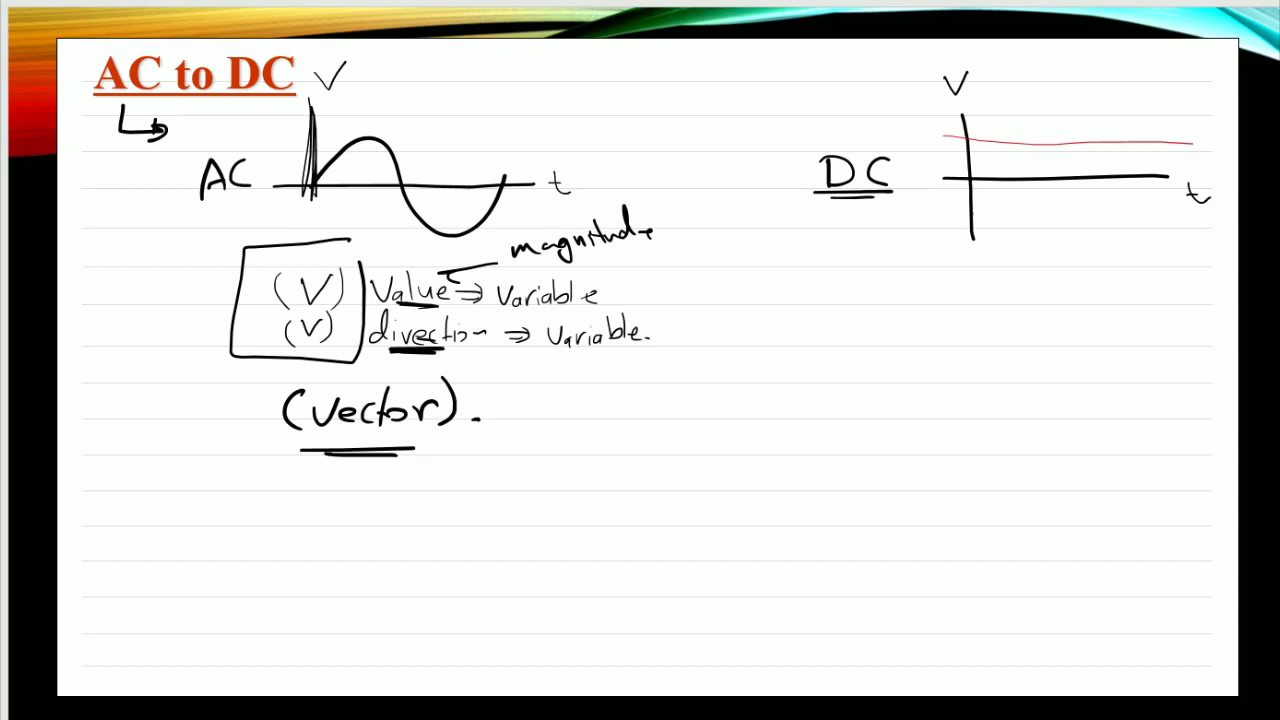 AC to DC
V
AC
t
V
DC
t
magnitude
(V) Value ⇒ Variable
(V) direction ⇒ Variable.
(vector).